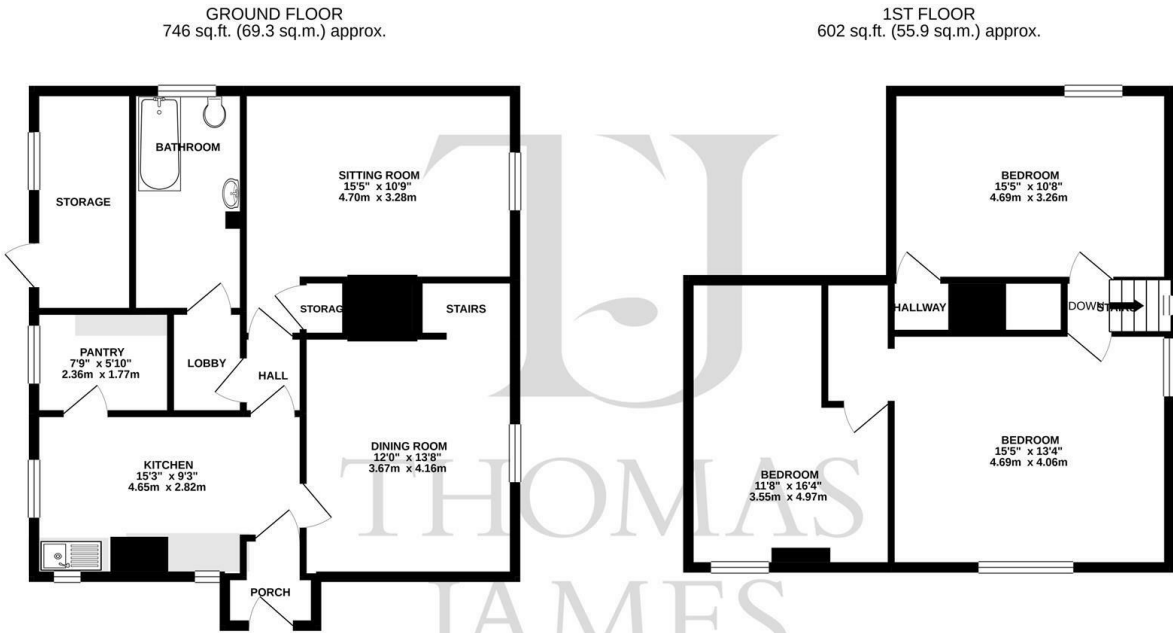 GROUND FLOOR
746 sq.ft. (69.3 sq.m.) approx.
BATHROOM
STORAGE
SITTING ROOM
15'5" x 10'9"
4.70m x 3.28m
STORAG
STAIRS
PANTRY
7'9" x 5'10"
2.36m x 1.77m
LOBBY
HALL
KITCHEN
15'3" x 9'3"
4.65m x 2.82m
DINING ROOM
12'0" x 13'8"
3.67m x 4.16m
PORCH
1ST FLOOR
602 sq.ft. (55.9 sq.m.) approx.
BEDROOM
15'5" x 10'8"
4.69m x 3.26m
HALLWAY
DOWN
STAIRS
BEDROOM
15'5" x 13'4"
4.69m x 4.06m
BEDROOM
11'8" x 16'4"
3.55m x 4.97m
TJ
THOMAS
JAMES